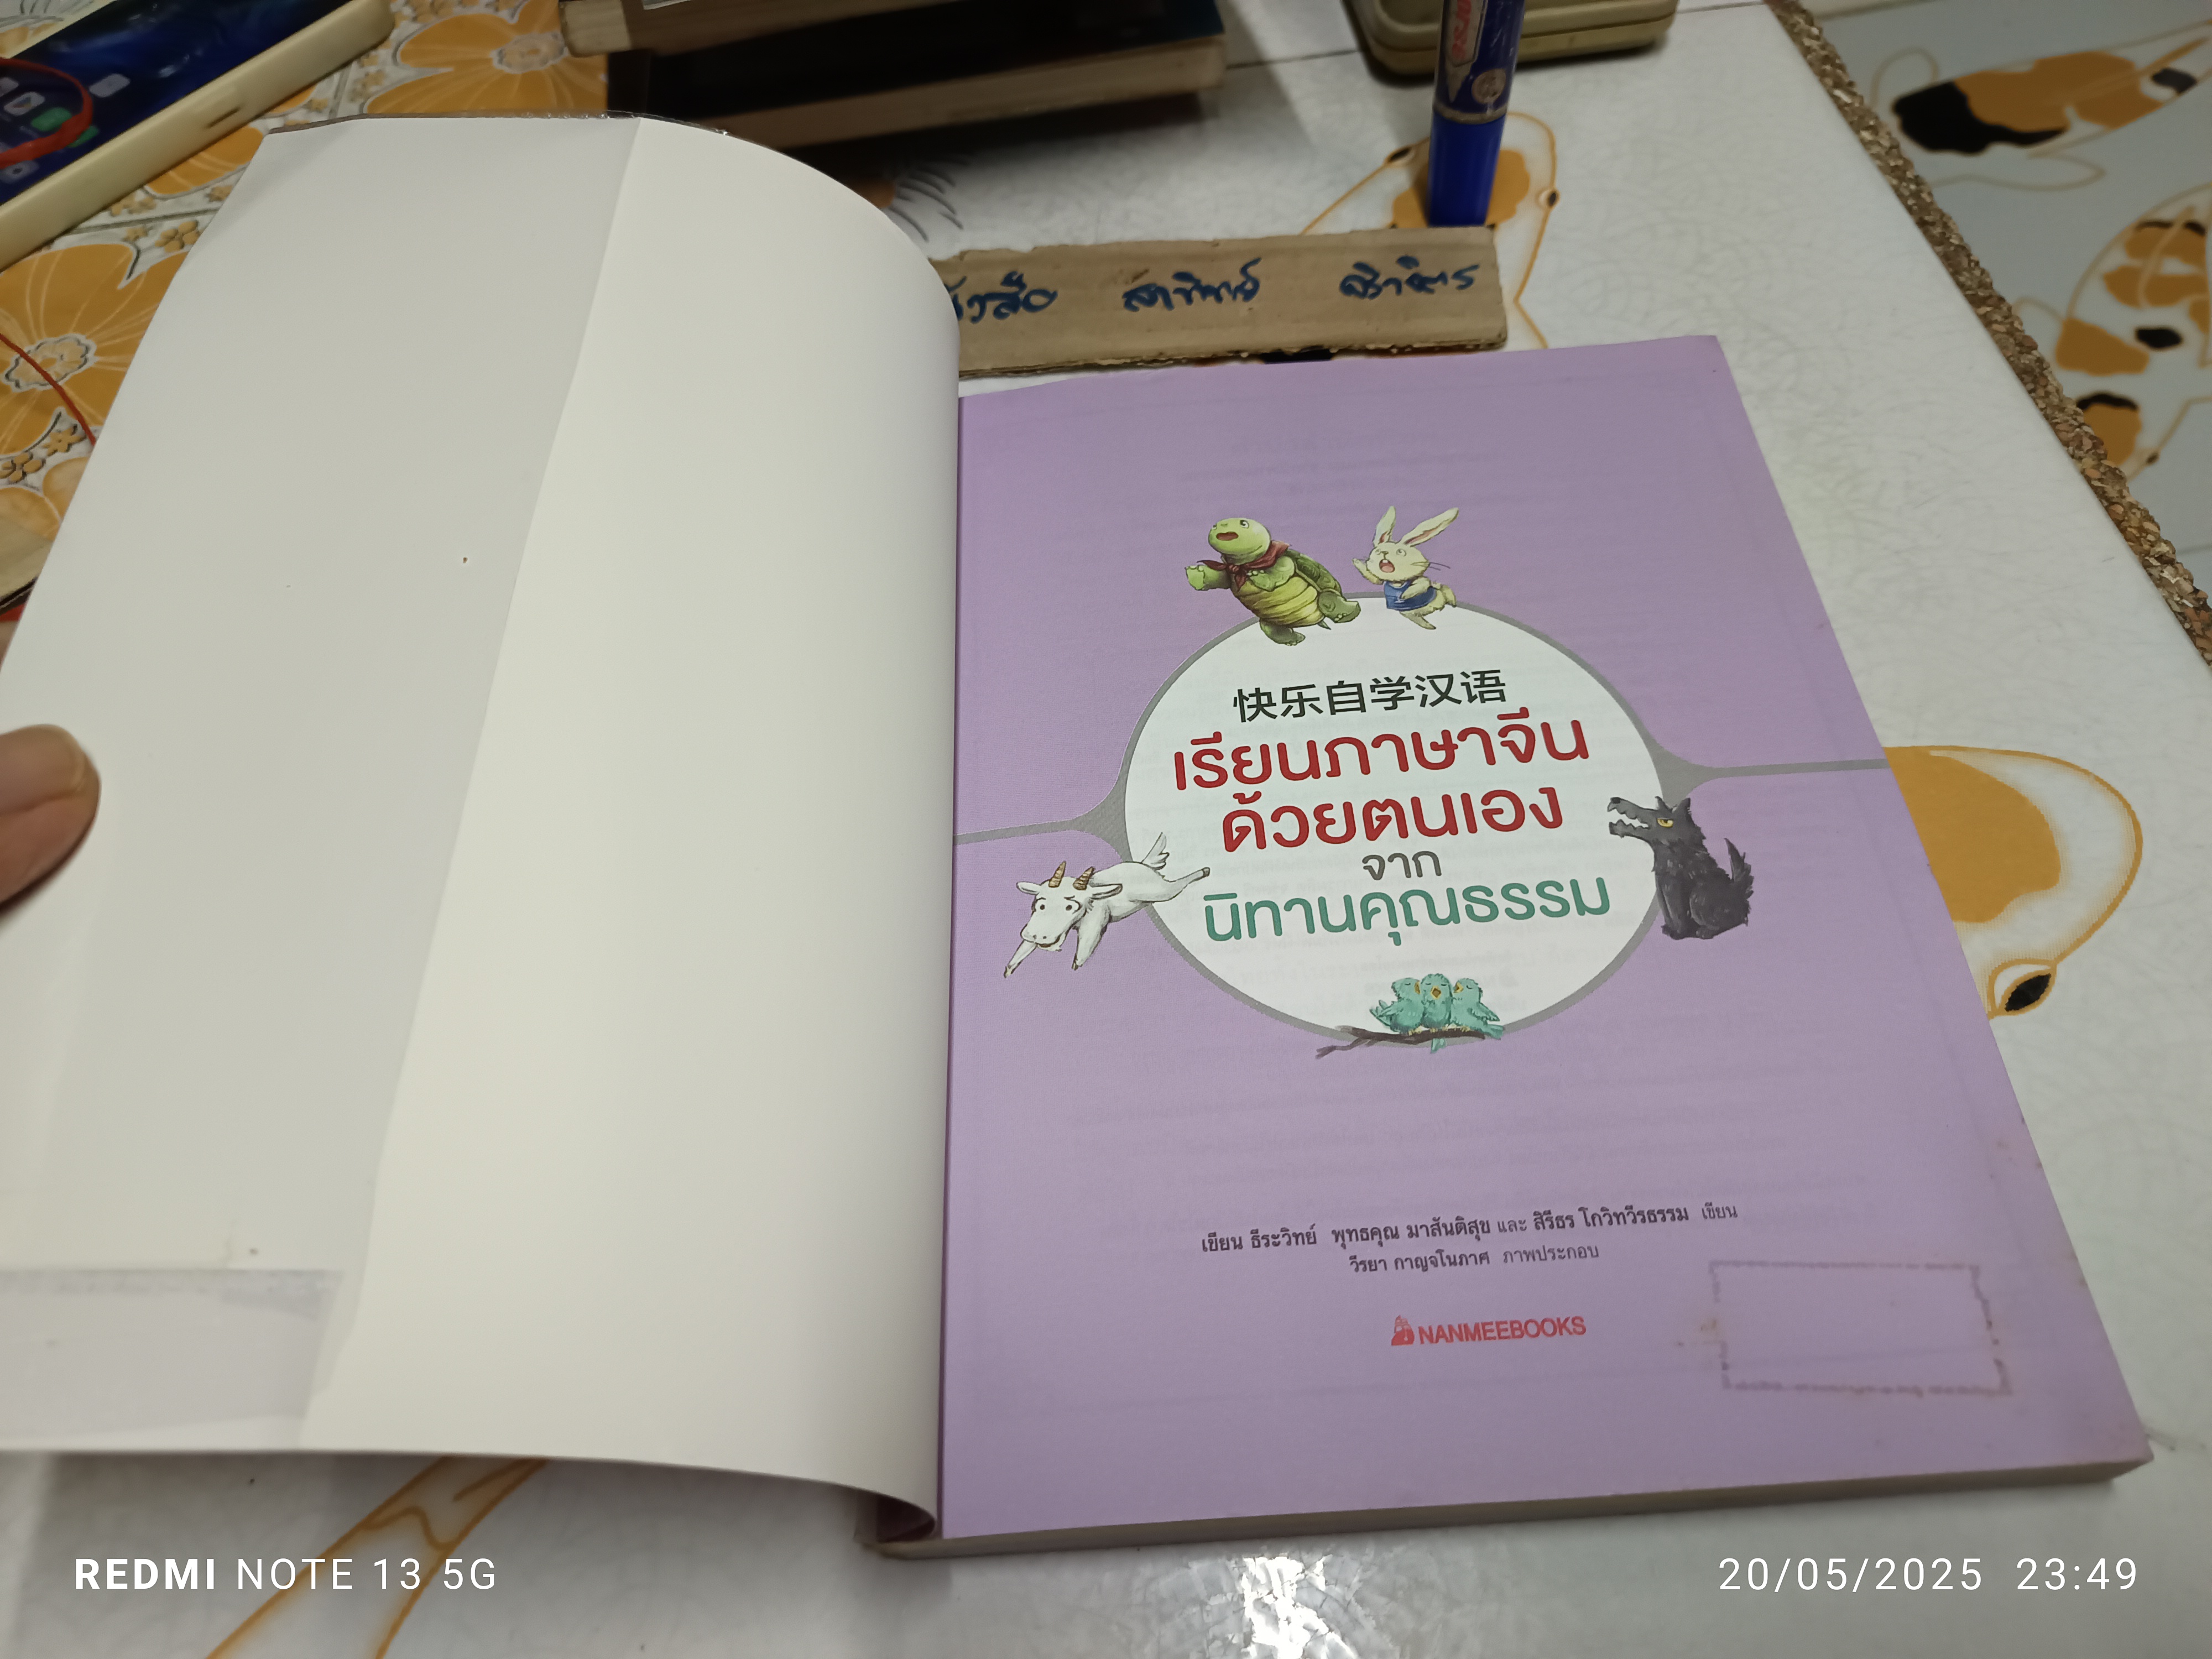 快乐自学汉语
เรียนภาษาจีน
ด้วยตนเอง
จาก
นิทานคุณธรรม
เขียน ธีระวิทย์ พุทธคุณ มาสันติสุข และ สิรีธร โกวิทวีรธรรม เขียน
วีรยา กาญจโนภาศ ภาพประกอบ
NANMEEBOOKS
REDMI NOTE 13 5G
20/05/2025 23:49